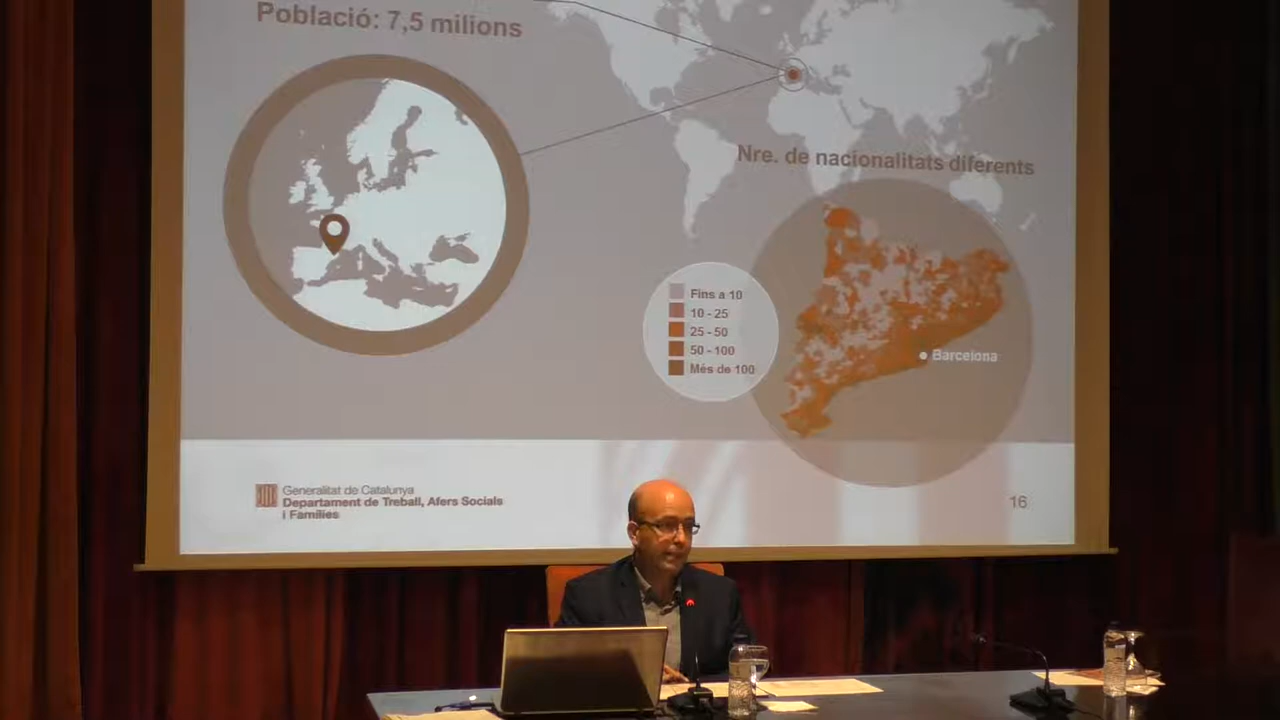 Població: 7,5 milions
Nre. de nacionalitats diferents
Fins a 10
10 - 25
25 - 50
50 - 100
Més de 100
Barcelona
Generalitat de Catalunya
Departament de Treball, Afers Socials
i Famílies
16